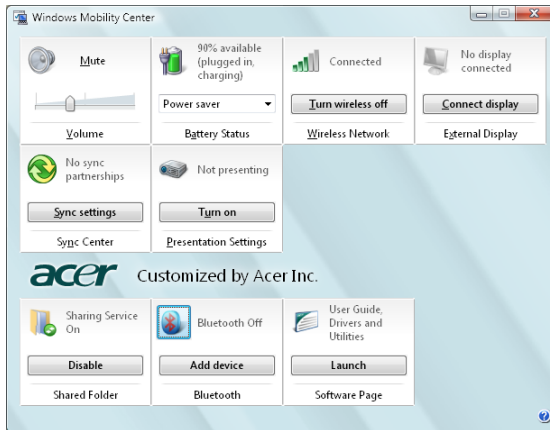 Windows Mobility Center
Mute
Volume
90% available
(plugged in,
charging)
Power saver
Battery Status
Connected
Turn wireless off
Wireless Network
No display
connected
Connect display
External Display
No sync
partnerships
Sync settings
Sync Center
Not presenting
Turn on
Presentation Settings
acer Customized by Acer Inc.
Sharing Service
On
Disable
Shared Folder
Bluetooth Off
Add device
Bluetooth
User Guide,
Drivers and
Utilities
Launch
Software Page